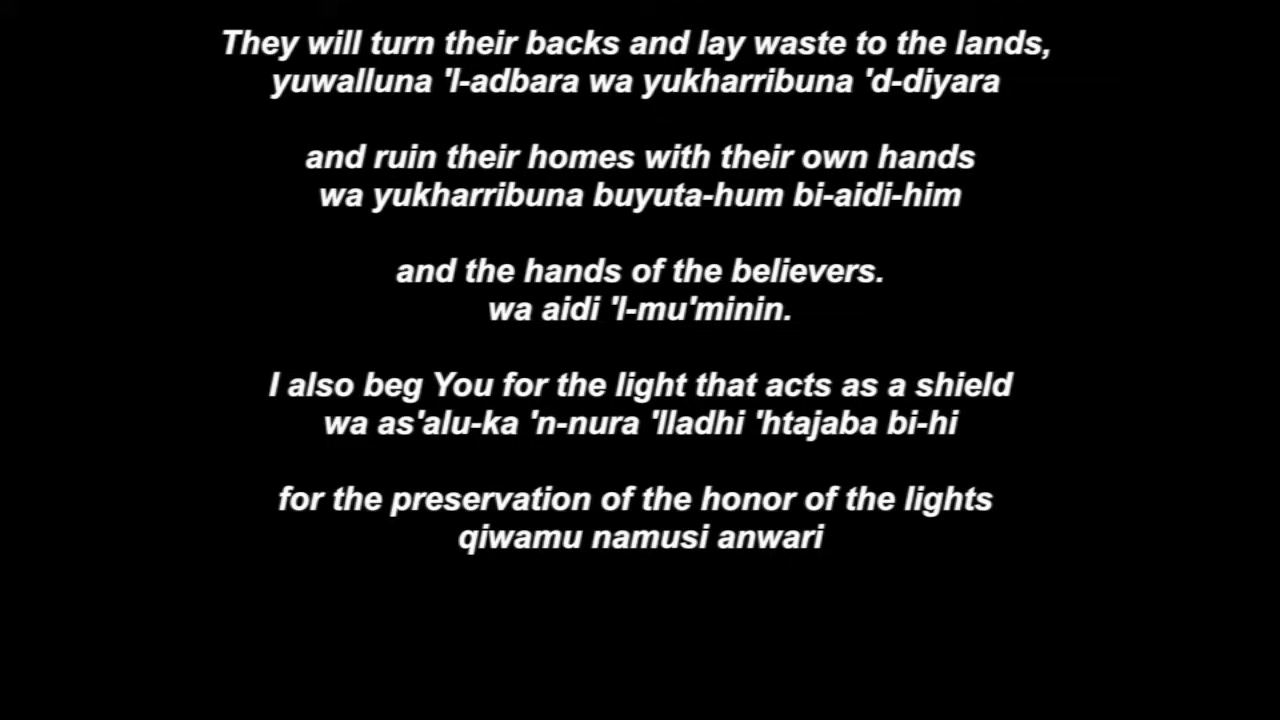 They will turn their backs and lay waste to the lands,
yuwalluna 'l-adbara wa yukharribuna 'd-diyara
and ruin their homes with their own hands
wa yukharribuna buyuta-hum bi-aidi-him
and the hands of the believers.
wa aidi 'l-mu'minin.
I also beg You for the light that acts as a shield
wa as'alu-ka 'n-nura 'lladhi 'htajaba bi-hi
for the preservation of the honor of the lights
qiwamu namusi anwari